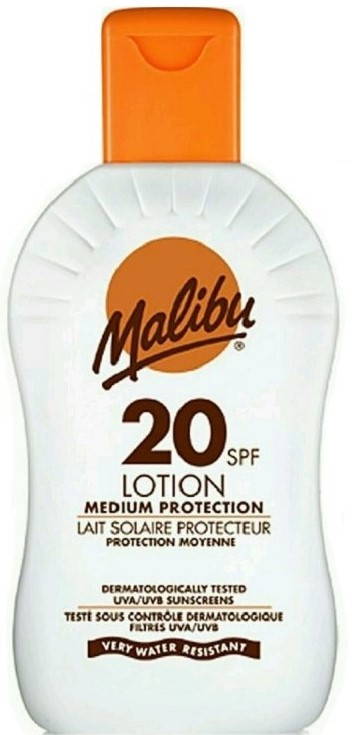 Malibu®
20 SPF
LOTION
MEDIUM PROTECTION
LAIT SOLAIRE PROTECTEUR
PROTECTION MOYENNE
DERMATOLOGICALLY TESTED
UVA/UVB SUNSCREENS
TESTÉ SOUS CONTRÔLE DERMATOLOGIQUE
FILTRES UVA/UVB
VERY WATER RESISTANT